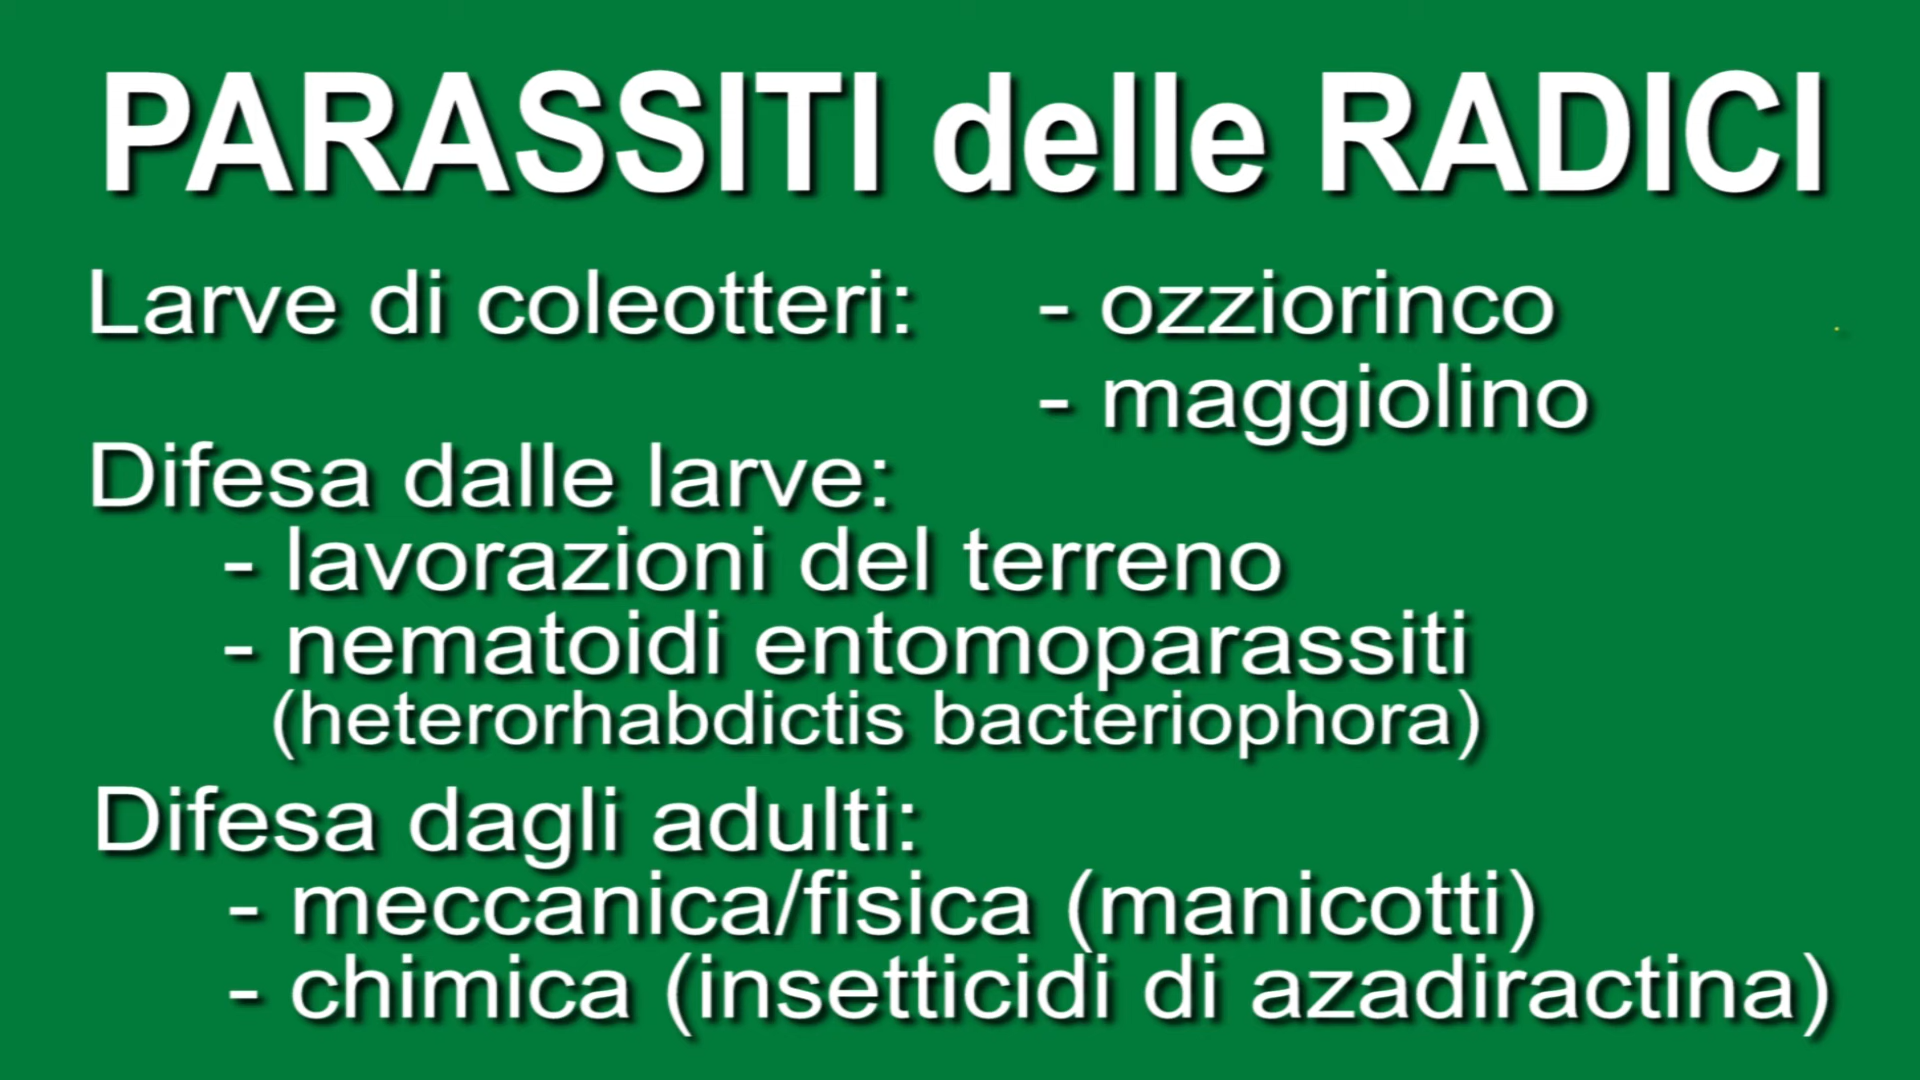 PARASSITI delle RADICI
Larve di coleotteri: - ozziorinco
- maggiolino
Difesa dalle larve:
- lavorazioni del terreno
- nematoidi entomoparassiti
(heterorhabdictis bacteriophora)
Difesa dagli adulti:
- meccanica/fisica (manicotti)
- chimica (insetticidi di azadiractina)